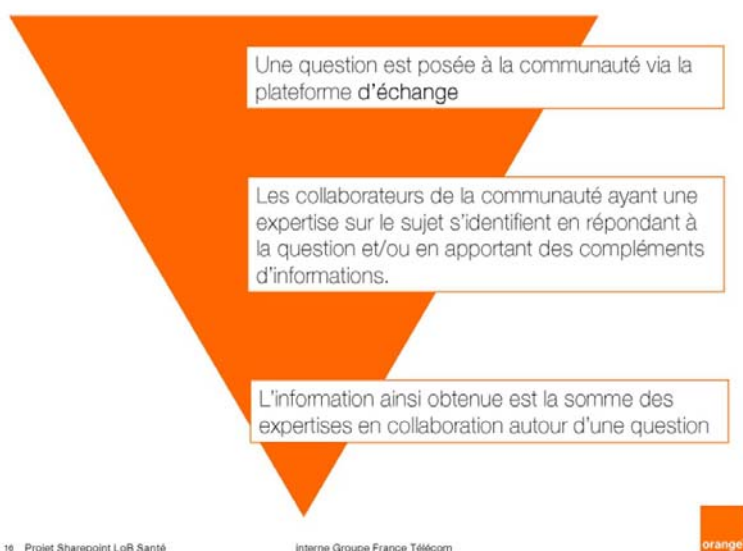 Une question est posée à la communauté via la
plateforme d'échange
Les collaborateurs de la communauté ayant une
expertise sur le sujet s'identifient en répondant à
la question et/ou en apportant des compléments
d'informations.
L'information ainsi obtenue est la somme des
expertises en collaboration autour d'une question
16 Projet Sharepoint LoB Santé
interne Groupe France Télécom
orange